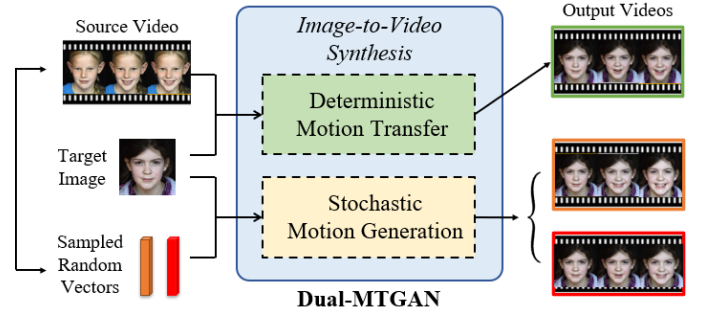 Source Video
Target
Image
Sampled
Random
Vectors
Image-to-Video
Synthesis
Deterministic
Motion Transfer
Stochastic
Motion Generation
Dual-MTGAN
Output Videos